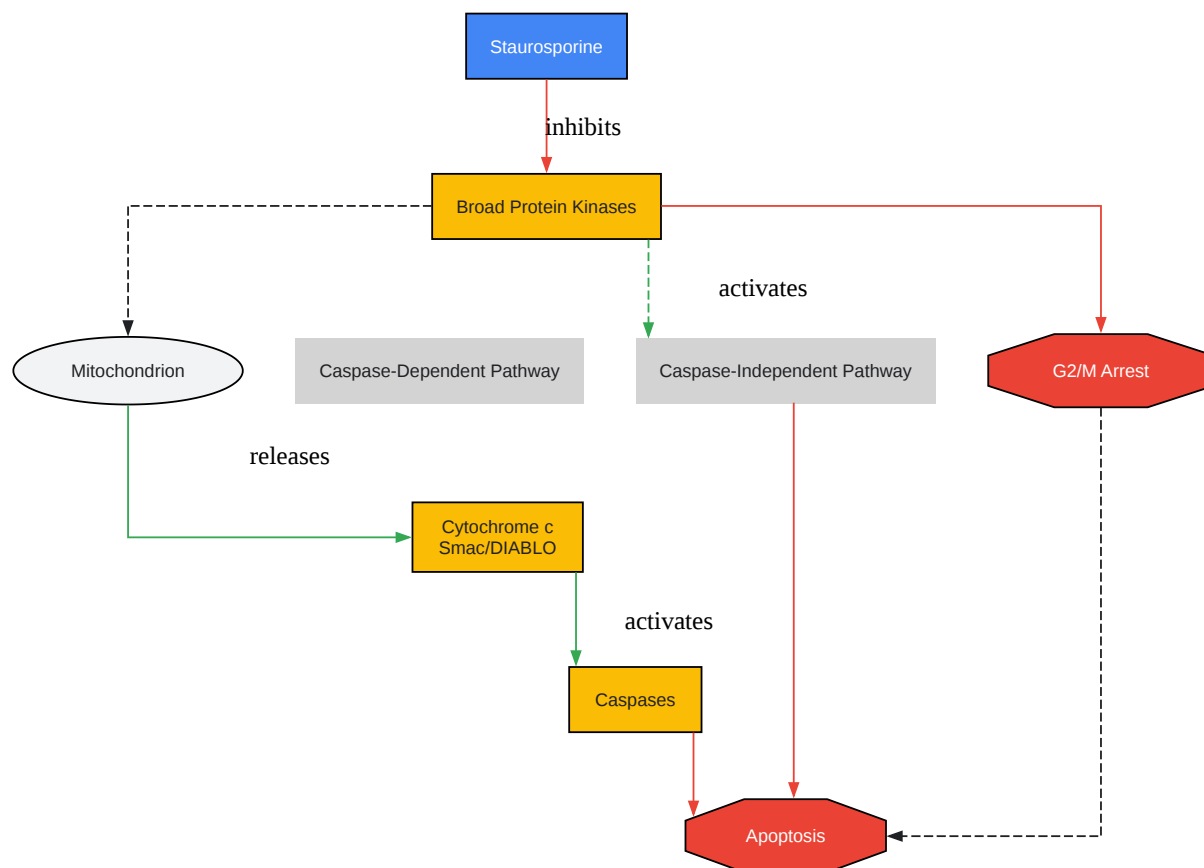 Staurosporine
inhibits
Broad Protein Kinases
activates
Mitochondrion
Caspase-Dependent Pathway
Caspase-Independent Pathway
G2/M Arrest
releases
Cytochrome c
Smac/DIABLO
activates
Caspases
Apoptosis